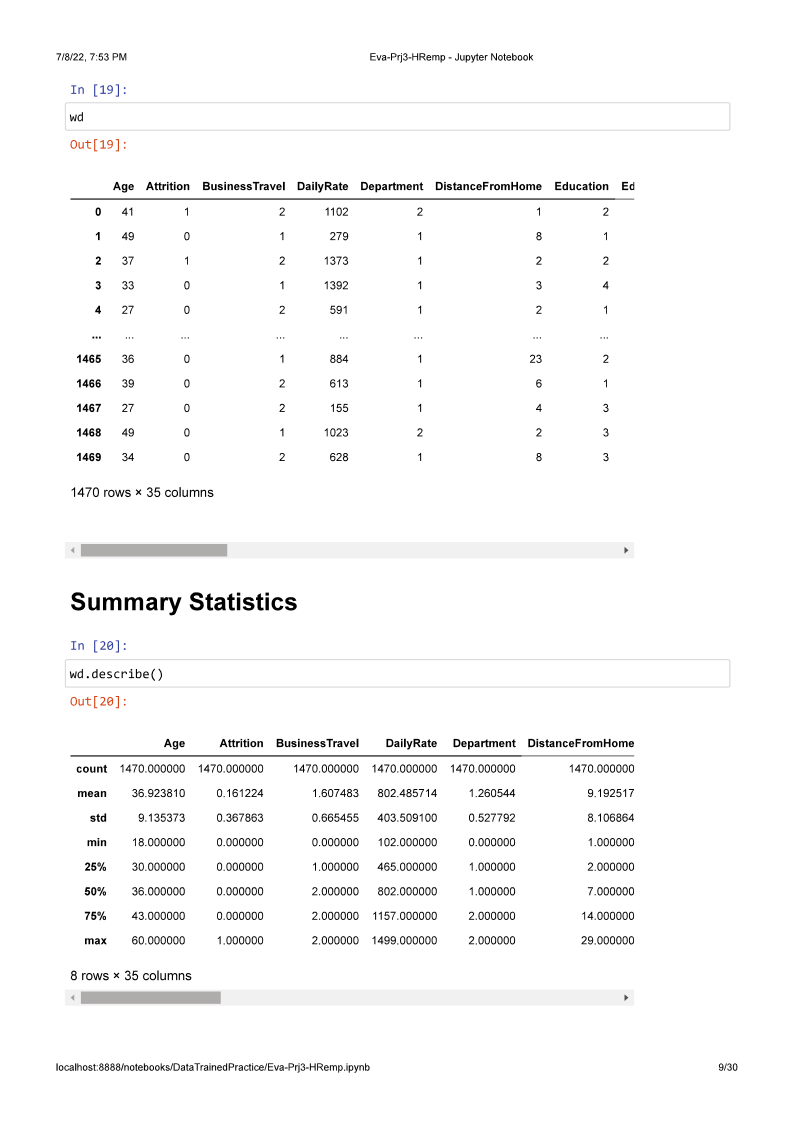 7/8/22, 7:53 PM Eva-Prj3-HRemp - Jupyter Notebook
In [19]:
wd
Out[19]:
Age Attrition BusinessTravel DailyRate Department DistanceFromHome Education Ed
0 41 1 2 1102 2 1 2
1 49 0 1 279 1 8 1
2 37 1 2 1373 1 2 2
3 33 0 1 1392 1 3 4
4 27 0 2 591 1 2 1
... ... ... ... ... ... ... ...
1465 36 0 1 884 1 23 2
1466 39 0 2 613 1 6 1
1467 27 0 2 155 1 4 3
1468 49 0 1 1023 2 2 3
1469 34 0 2 628 1 8 3
1470 rows × 35 columns
Summary Statistics
In [20]:
wd.describe()
Out[20]:
Age Attrition BusinessTravel DailyRate Department DistanceFromHome
count 1470.000000 1470.000000 1470.000000 1470.000000 1470.000000 1470.000000
mean 36.923810 0.161224 1.607483 802.485714 1.260544 9.192517
std 9.135373 0.367863 0.665455 403.509100 0.527792 8.106864
min 18.000000 0.000000 0.000000 102.000000 0.000000 1.000000
25% 30.000000 0.000000 1.000000 465.000000 1.000000 2.000000
50% 36.000000 0.000000 2.000000 802.000000 1.000000 7.000000
75% 43.000000 0.000000 2.000000 1157.000000 2.000000 14.000000
max 60.000000 1.000000 2.000000 1499.000000 2.000000 29.000000
8 rows × 35 columns
localhost:8888/notebooks/DataTrainedPractice/Eva-Prj3-HRemp.ipynb 9/30